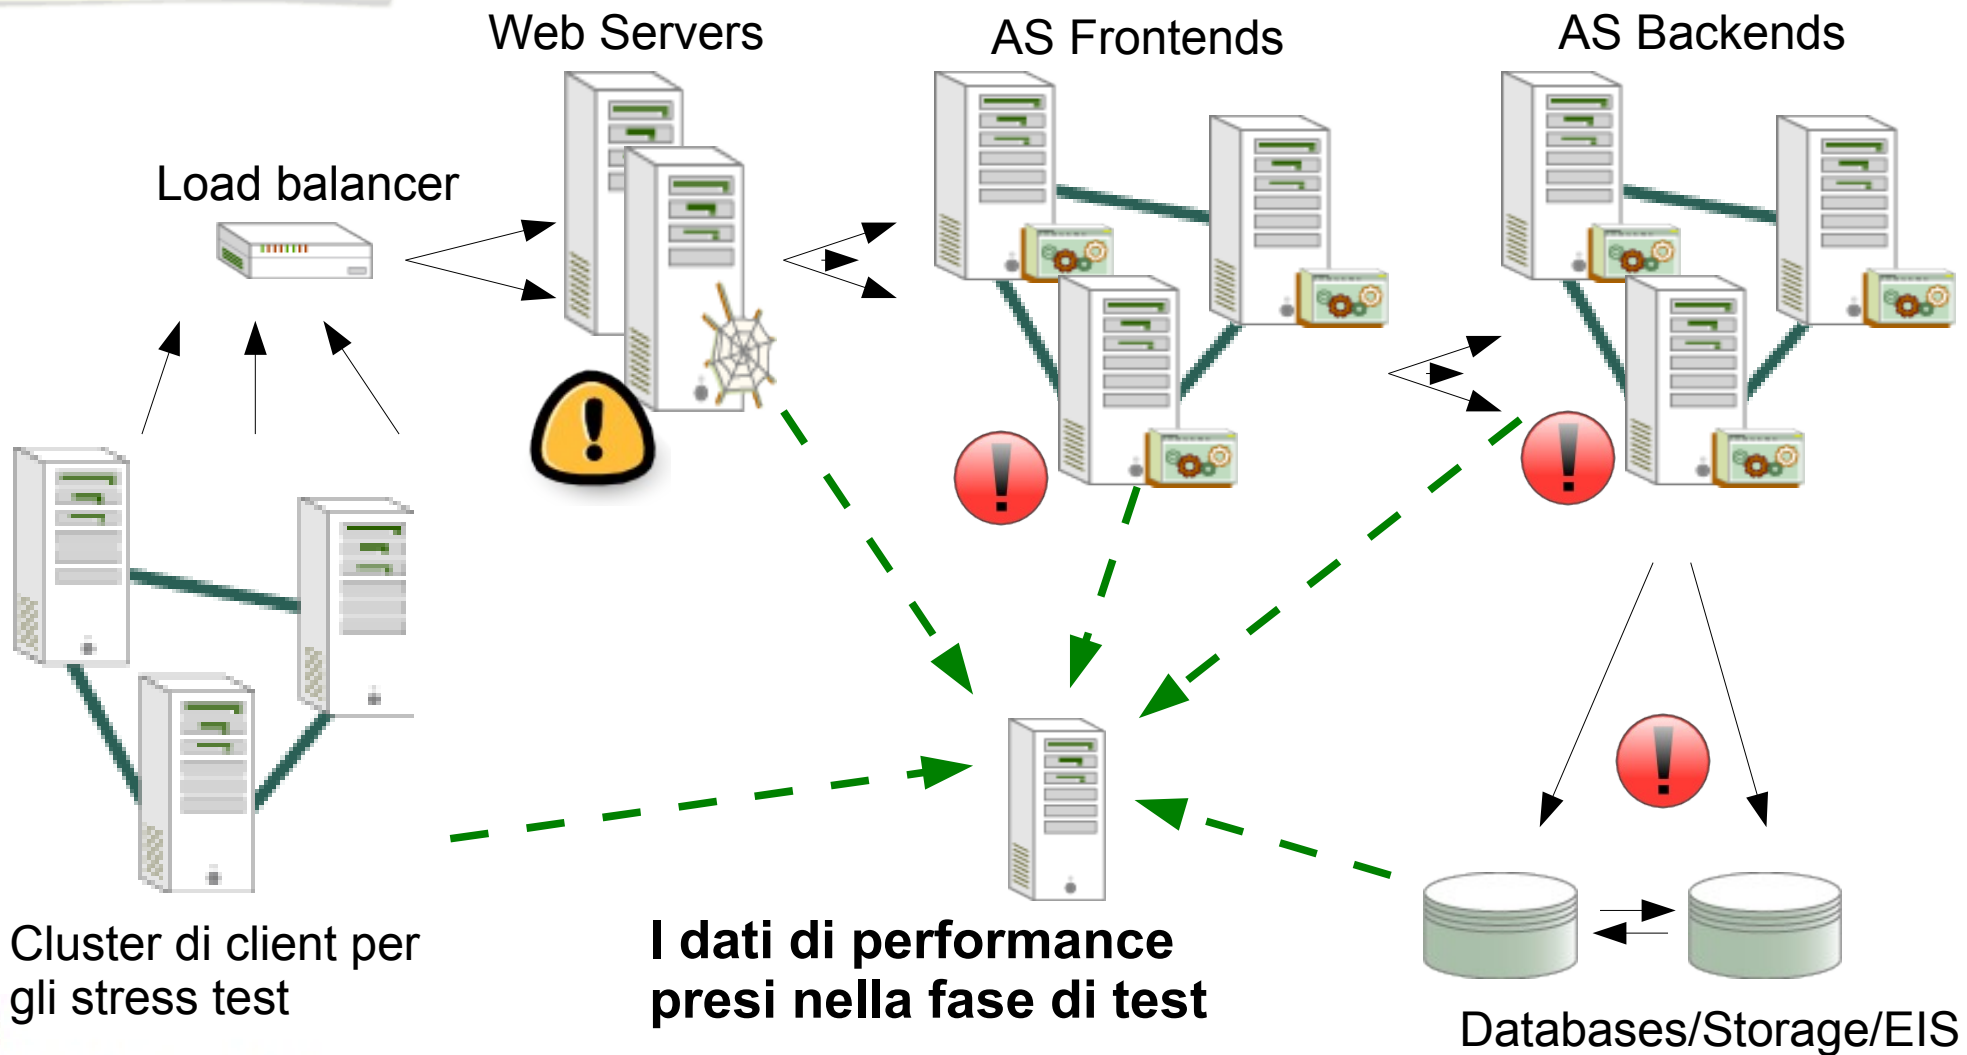 Web Servers
AS Frontends
AS Backends
Load balancer
Cluster di client per
gli stress test
I dati di performance
presi nella fase di test
Databases/Storage/EIS